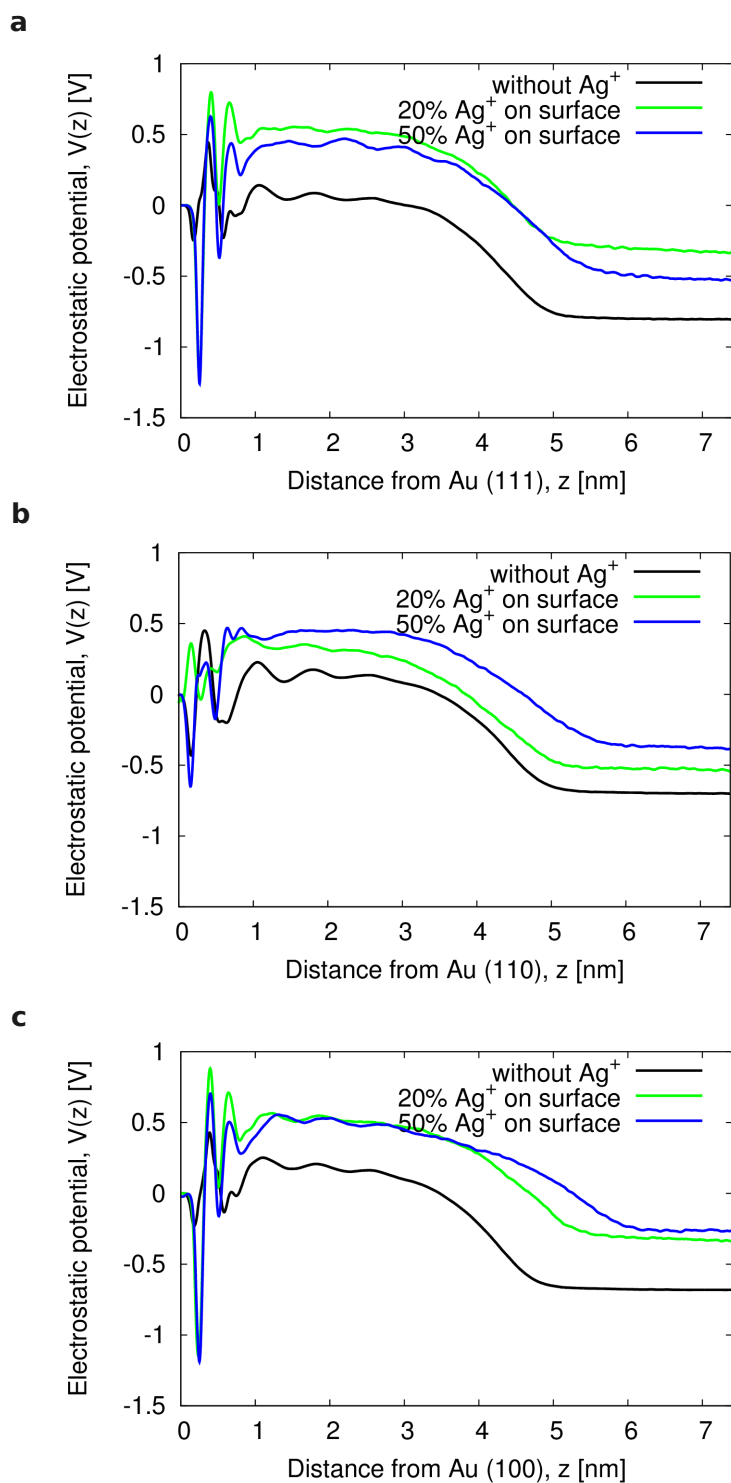 a
Electrostatic potential, V(z) [V]
1
0.5
0
-0.5
-1
-1.5
without Ag⁺
20% Ag⁺ on surface
50% Ag⁺ on surface
0 1 2 3 4 5 6 7
Distance from Au (111), z [nm]
b
Electrostatic potential, V(z) [V]
1
0.5
0
-0.5
-1
-1.5
without Ag⁺
20% Ag⁺ on surface
50% Ag⁺ on surface
0 1 2 3 4 5 6 7
Distance from Au (110), z [nm]
c
Electrostatic potential, V(z) [V]
1
0.5
0
-0.5
-1
-1.5
without Ag⁺
20% Ag⁺ on surface
50% Ag⁺ on surface
0 1 2 3 4 5 6 7
Distance from Au (100), z [nm]